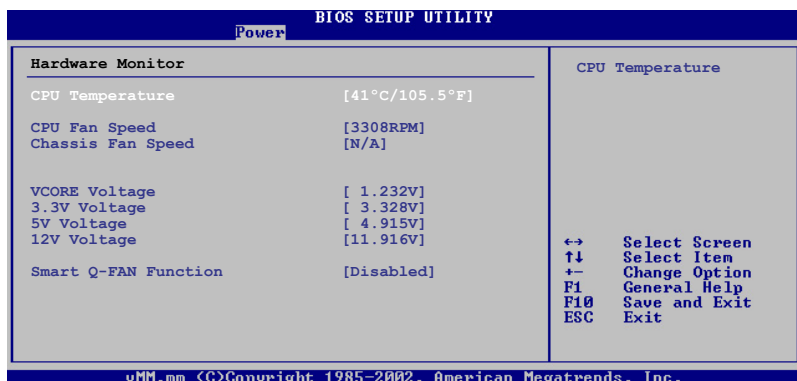 BIOS SETUP UTILITY
Power
Hardware Monitor
CPU Temperature [41°C/105.5°F]
CPU Fan Speed [3308RPM]
Chassis Fan Speed [N/A]
VCORE Voltage [ 1.232V]
3.3V Voltage [ 3.328V]
5V Voltage [ 4.915V]
12V Voltage [11.916V]
Smart Q-FAN Function [Disabled]
CPU Temperature
←→ Select Screen
↑↓ Select Item
+- Change Option
F1 General Help
F10 Save and Exit
ESC Exit
vMM.mm (C)Copyright 1985-2002, American Megatrends, Inc.